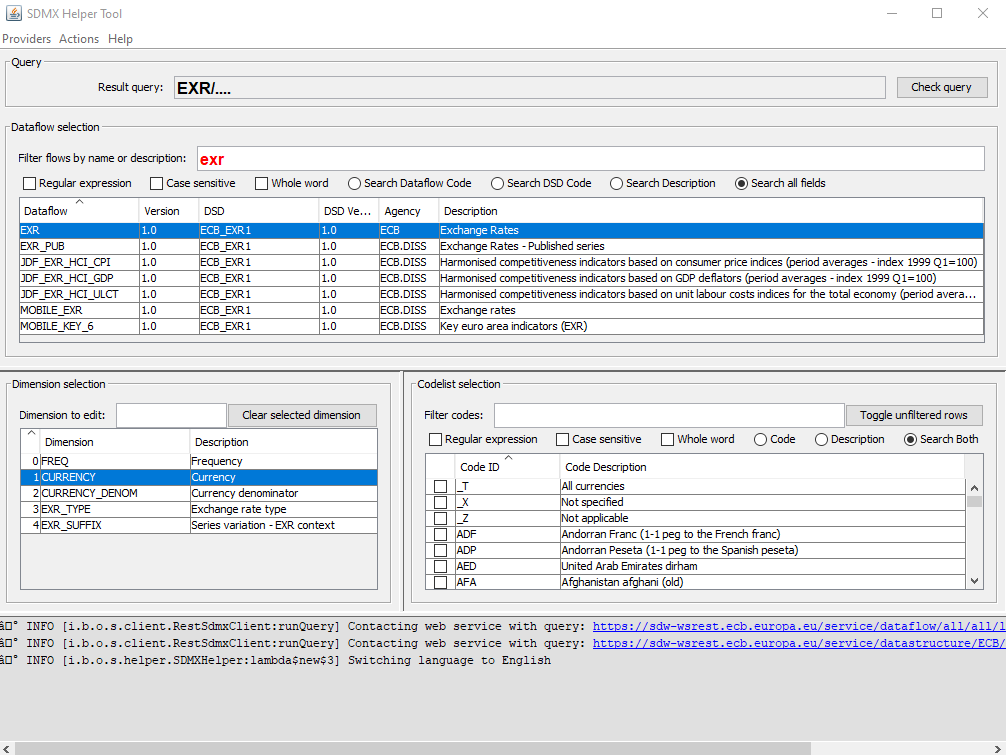 SDMX Helper Tool
Providers Actions Help
Query
Result query: EXR/.... Check query
Dataflow selection
Filter flows by name or description: exr
Regular expression Case sensitive Whole word Search Dataflow Code Search DSD Code Search Description Search all fields
Dataflow Version DSD DSD Ve... Agency Description
EXR 1.0 ECB_EXR1 1.0 ECB Exchange Rates
EXR_PUB 1.0 ECB_EXR1 1.0 ECB.DISS Exchange Rates - Published series
JDF_EXR_HCI_CPI 1.0 ECB_EXR1 1.0 ECB.DISS Harmonised competitiveness indicators based on consumer price indices (period averages - index 1999 Q1=100)
JDF_EXR_HCI_GDP 1.0 ECB_EXR1 1.0 ECB.DISS Harmonised competitiveness indicators based on GDP deflators (period averages - index 1999 Q1=100)
JDF_EXR_HCI_ULCT 1.0 ECB_EXR1 1.0 ECB.DISS Harmonised competitiveness indicators based on unit labour costs indices for the total economy (period avera...
MOBILE_EXR 1.0 ECB_EXR1 1.0 ECB.DISS Exchange rates
MOBILE_KEY_6 1.0 ECB_EXR1 1.0 ECB.DISS Key euro area indicators (EXR)
Dimension selection
Dimension to edit: Clear selected dimension
Dimension Description
0 FREQ Frequency
1 CURRENCY Currency
2 CURRENCY_DENOM Currency denominator
3 EXR_TYPE Exchange rate type
4 EXR_SUFFIX Series variation - EXR context
Codelist selection
Filter codes: Toggle unfiltered rows
Regular expression Case sensitive Whole word Code Description Search Both
Code ID Code Description
_T All currencies
_X Not specified
_Z Not applicable
ADF Andorran Franc (1-1 peg to the French franc)
ADP Andorran Peseta (1-1 peg to the Spanish peseta)
AED United Arab Emirates dirham
AFA Afghanistan afghani (old)
INFO [i.b.o.s.client.RestSdmxClient:runQuery] Contacting web service with query: https://sdw-wsrest.ecb.europa.eu/service/dataflow/all/all/l
INFO [i.b.o.s.client.RestSdmxClient:runQuery] Contacting web service with query: https://sdw-wsrest.ecb.europa.eu/service/datastructure/ECB/
INFO [i.b.o.s.helper.SDMXHelper:lambda$new$3] Switching language to English